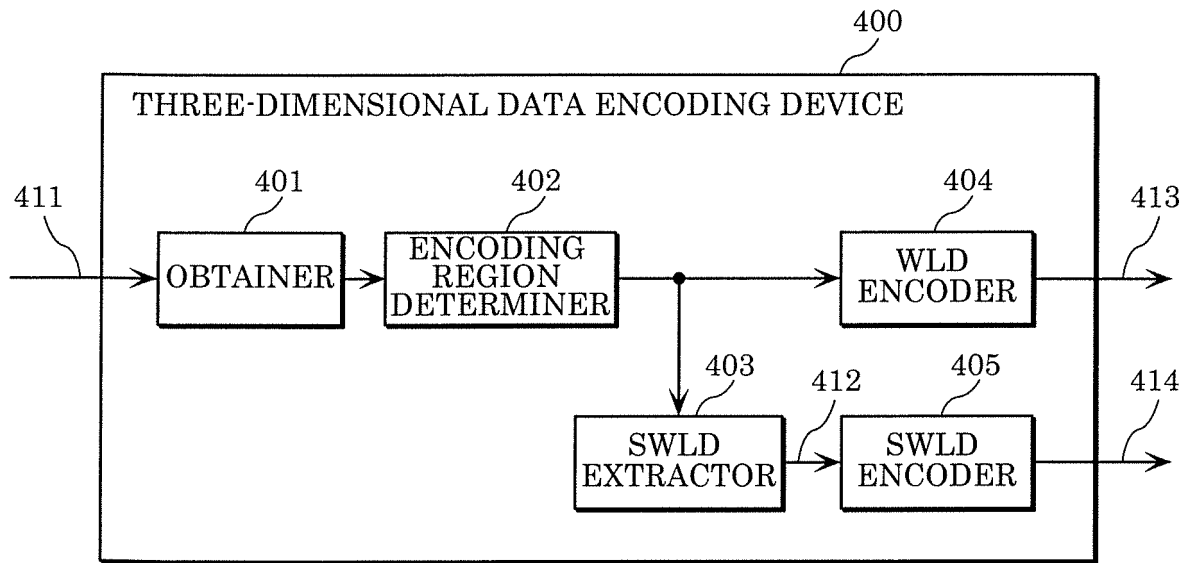 400
THREE-DIMENSIONAL DATA ENCODING DEVICE
411
401
OBTAINER
402
ENCODING
REGION
DETERMINER
404
WLD
ENCODER
413
403
SWLD
EXTRACTOR
412
405
SWLD
ENCODER
414